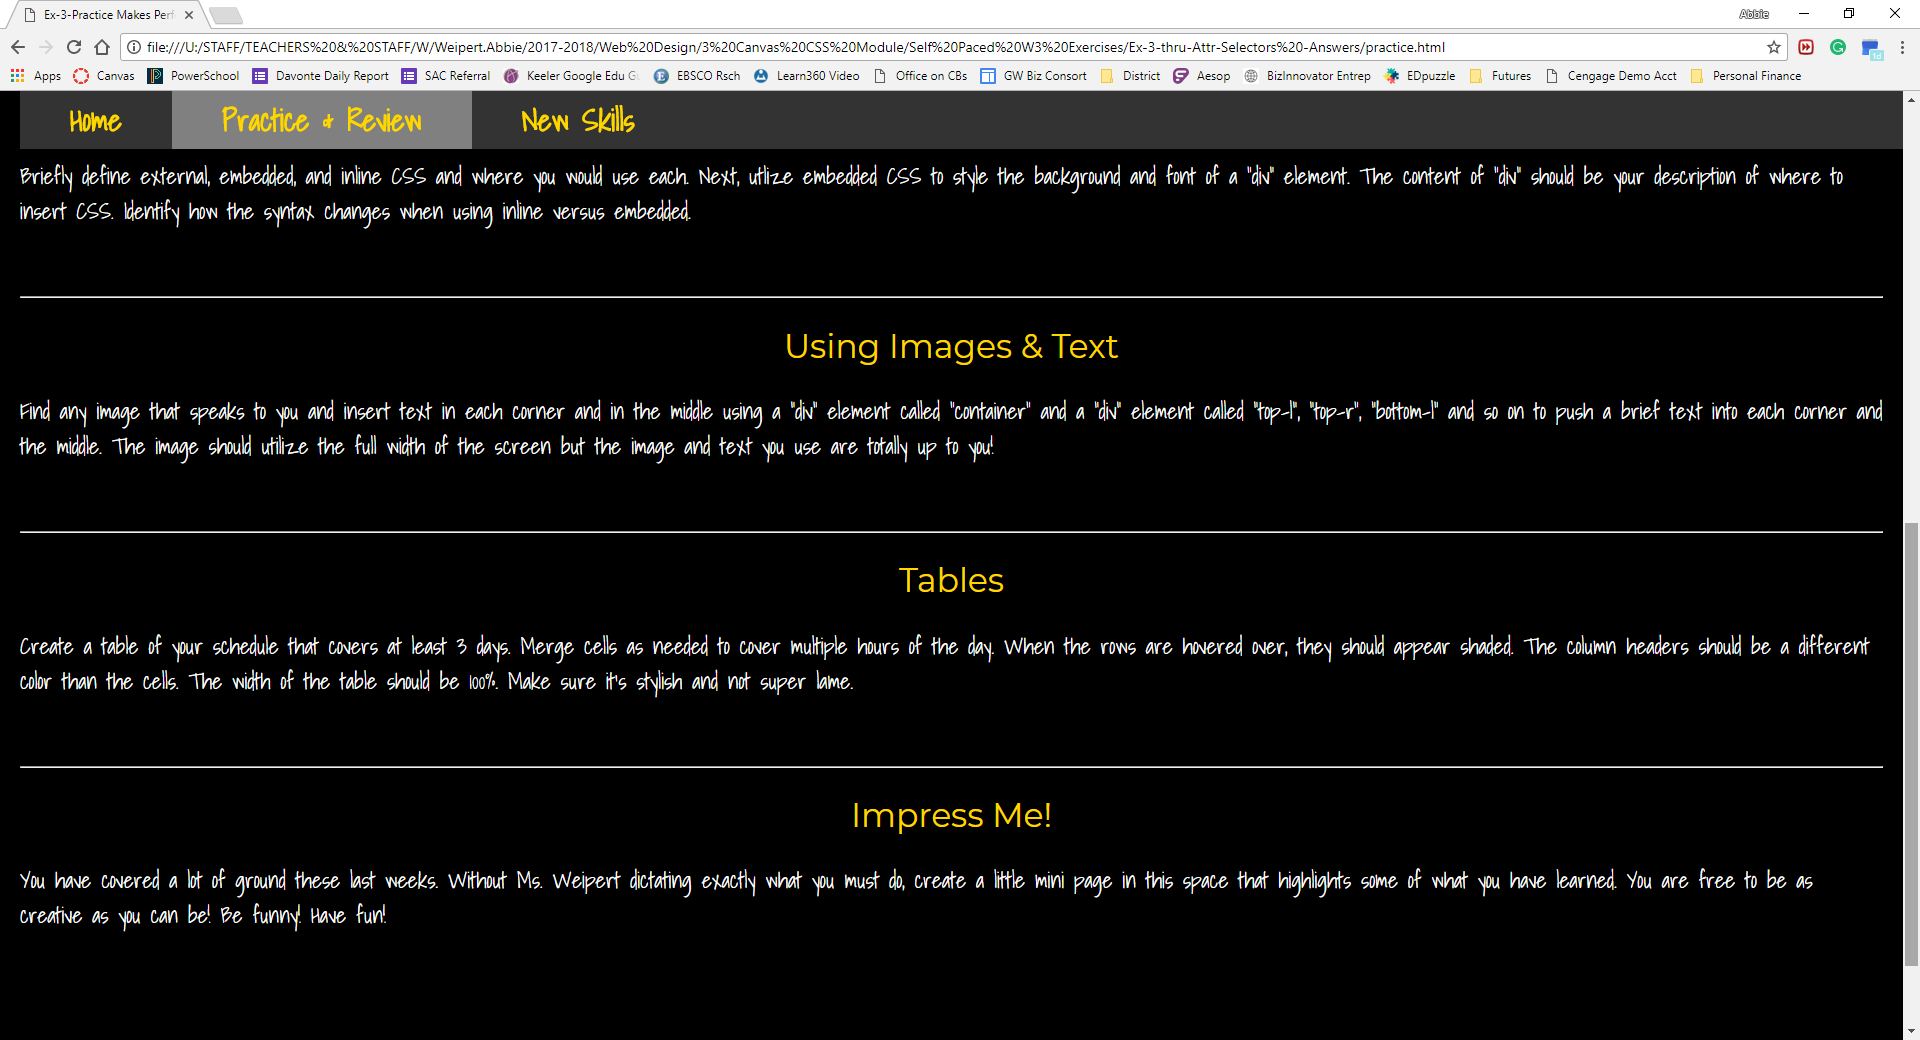 Ex-3-Practice Makes Perf
Abbie
file:///U:/STAFF/TEACHERS%20&%20STAFF/W/Weipert.Abbie/2017-2018/Web%20Design/3%20Canvas%20CSS%20Module/Self%20Paced%20W3%20Exercises/Ex-3-thru-Attr-Selectors%20-Answers/practice.html
Apps Canvas PowerSchool Davonte Daily Report SAC Referral Keeler Google Edu G EBSCO Rsch Learn360 Video Office on CBs GW Biz Consort District Aesop BizInnovator Entrep EDpuzzle Futures Cengage Demo Acct Personal Finance
Home Practice & Review New Skills
Briefly define external, embedded, and inline CSS and where you would use each. Next, utlize embedded CSS to style the background and font of a "div" element. The content of "div" should be your description of where to
insert CSS. Identify how the syntax changes when using inline versus embedded.
Using Images & Text
Find any image that speaks to you and insert text in each corner and in the middle using a "div" element called "container" and a "div" element called "top-l", "top-r", "bottom-l" and so on to push a brief text into each corner and
the middle. The image should utilize the full width of the screen but the image and text you use are totally up to you!
Tables
Create a table of your schedule that covers at least 3 days. Merge cells as needed to cover multiple hours of the day. When the rows are hovered over, they should appear shaded. The column headers should be a different
color than the cells. The width of the table should be 100%. Make sure it's stylish and not super lame.
Impress Me!
You have covered a lot of ground these last weeks. Without Ms. Weipert dictating exactly what you must do, create a little mini page in this space that highlights some of what you have learned. You are free to be as
creative as you can be! Be funny! Have fun!